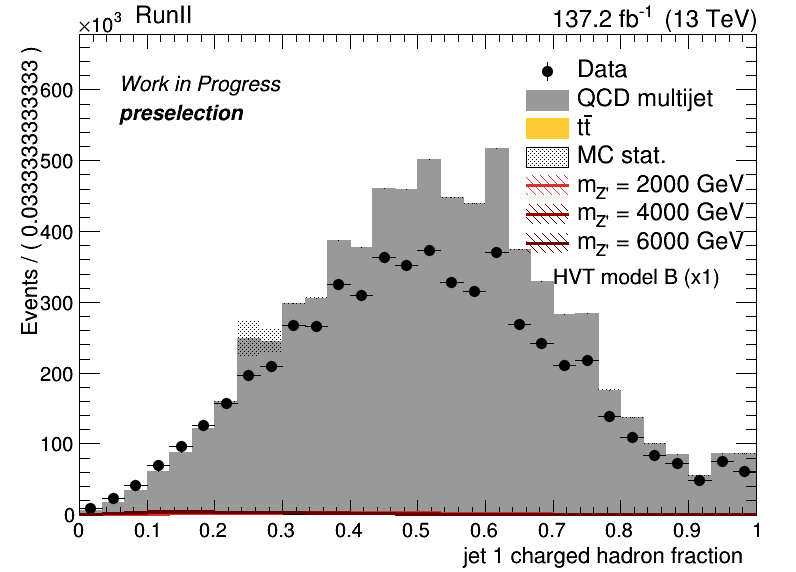 ×10³ RunII 137.2 fb⁻¹ (13 TeV)
Work in Progress
preselection
Data
QCD multijet
tt̄
MC stat.
m_Z' = 2000 GeV
m_Z' = 4000 GeV
m_Z' = 6000 GeV
HVT model B (x1)
Events / ( 0.0333333333333 )
600
500
400
300
200
100
0
0 0.1 0.2 0.3 0.4 0.5 0.6 0.7 0.8 0.9 1
jet 1 charged hadron fraction